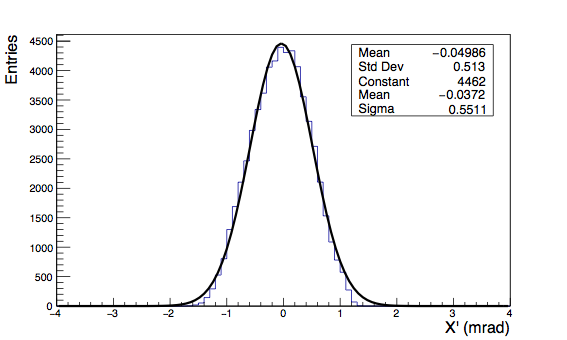 Entries
4500
4000
3500
3000
2500
2000
1500
1000
500
0
Mean −0.04986
Std Dev 0.513
Constant 4462
Mean −0.0372
Sigma 0.5511
−4 −3 −2 −1 0 1 2 3 4
X' (mrad)